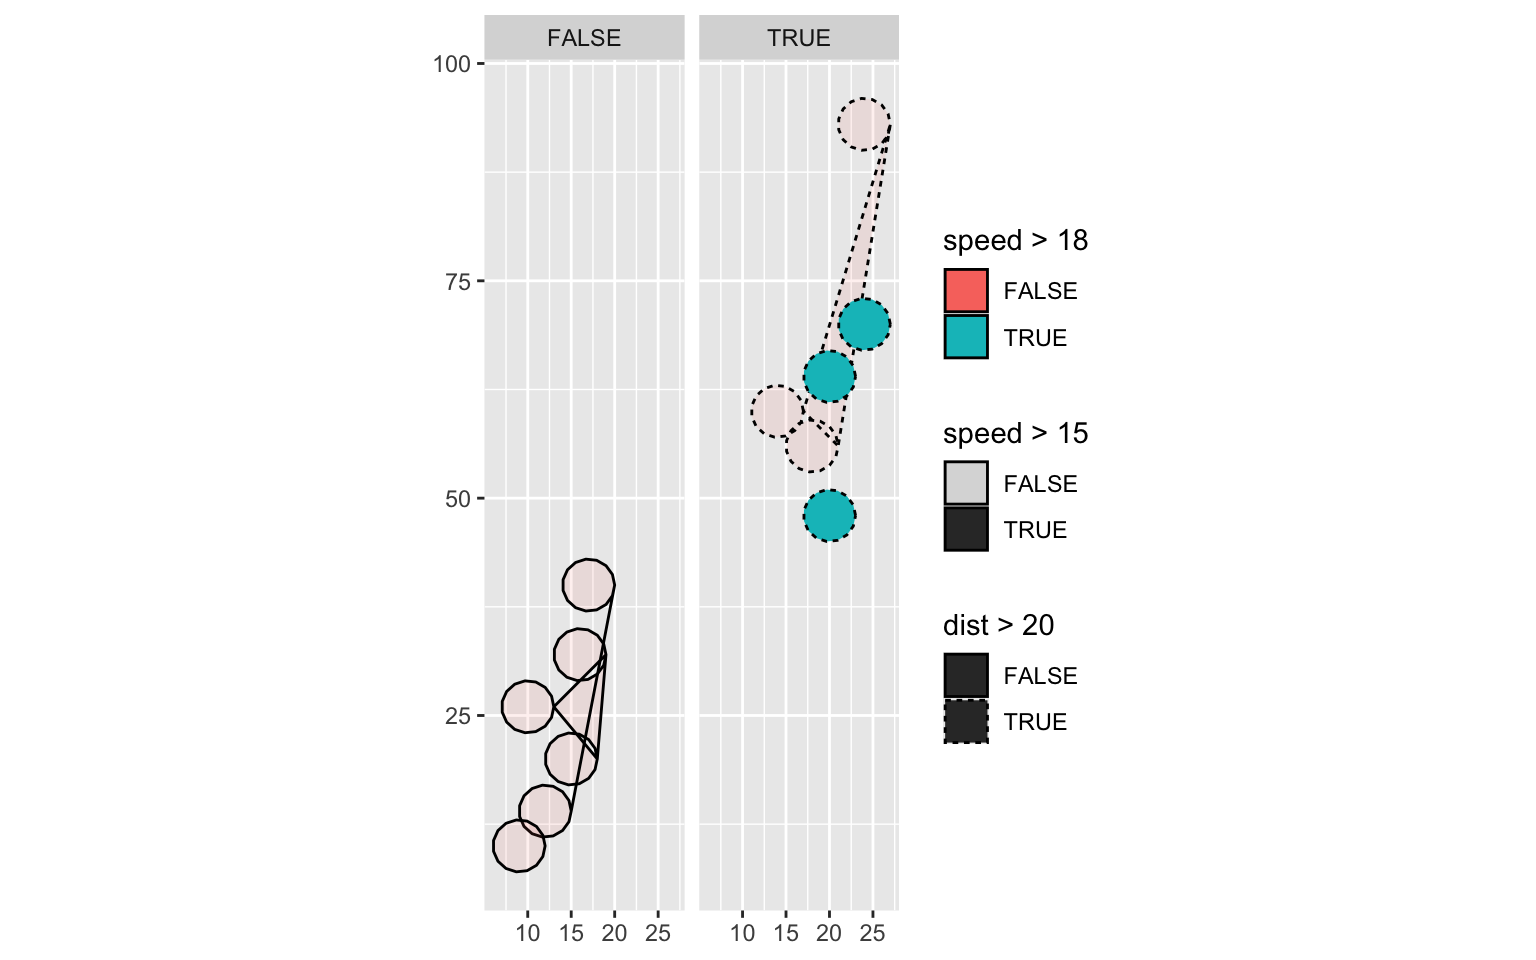 FALSE TRUE
100
75
50
25
10 15 20 25 10 15 20 25
speed > 18
FALSE
TRUE
speed > 15
FALSE
TRUE
dist > 20
FALSE
TRUE